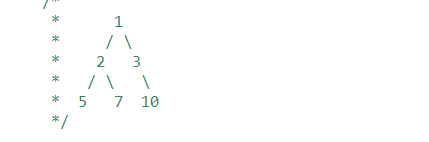 /*
*      1
*     / \
*    2   3
*   / \   \
*  5   7  10
*/